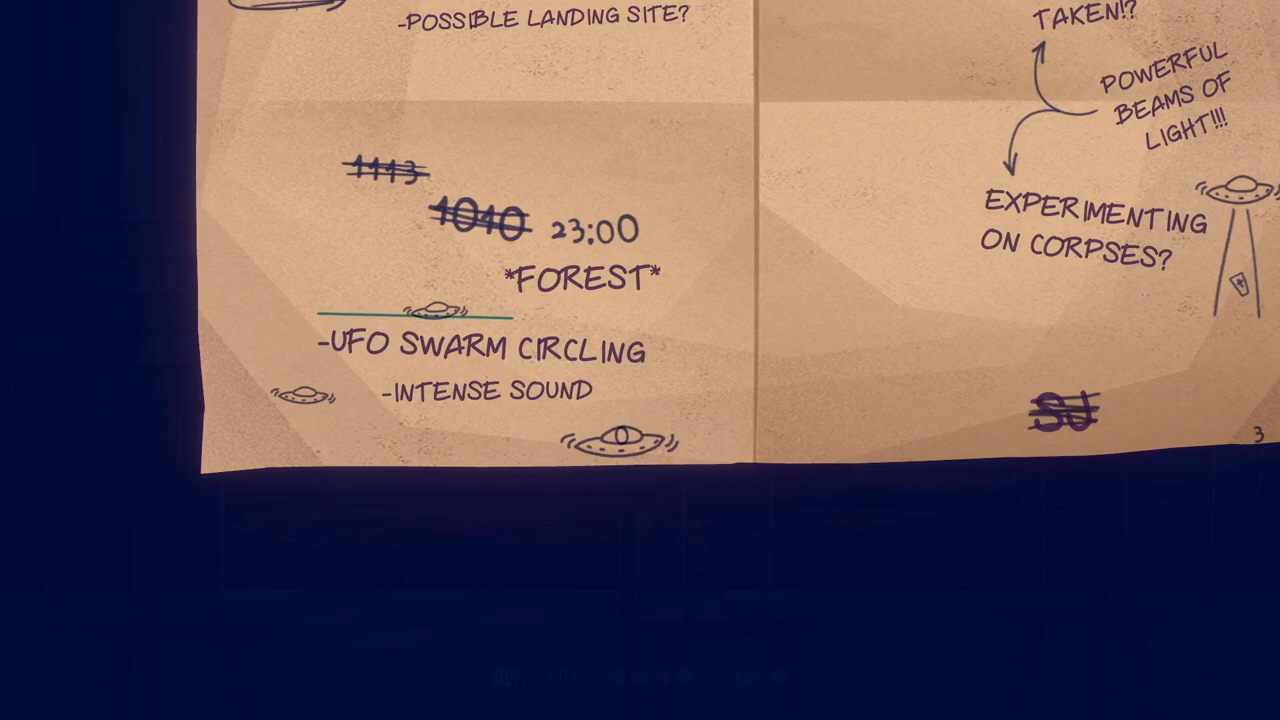 -POSSIBLE LANDING SITE?
1113
1010 23:00
*FOREST*
-UFO SWARM CIRCLING
-INTENSE SOUND
TAKEN!?
POWERFUL
BEAMS OF
LIGHT!!!
EXPERIMENTING
ON CORPSES?
SJ
3